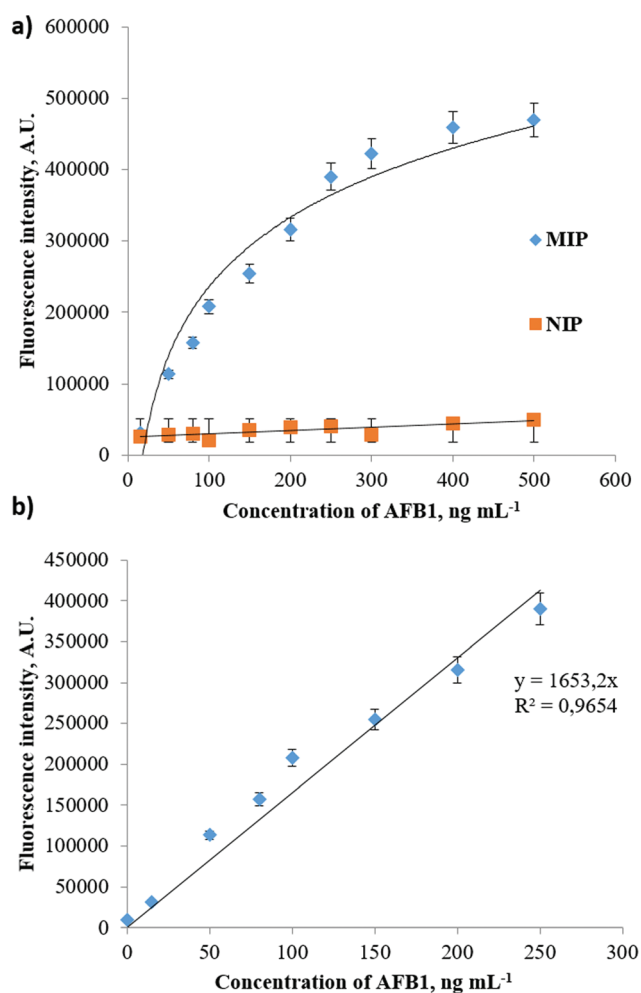 a)
600000
500000
400000
300000
200000
100000
0
Fluorescence intensity, A.U.
MIP
NIP
0 100 200 300 400 500 600
Concentration of AFB1, ng mL⁻¹
b)
450000
400000
350000
300000
250000
200000
150000
100000
50000
0
Fluorescence intensity, A.U.
y = 1653,2x
R² = 0,9654
0 50 100 150 200 250 300
Concentration of AFB1, ng mL⁻¹